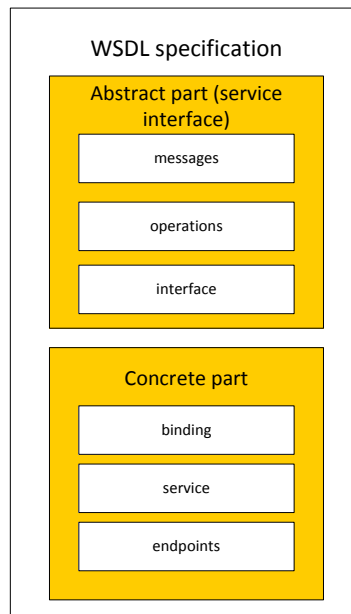 WSDL specification
Abstract part (service
interface)
messages
operations
interface
Concrete part
binding
service
endpoints